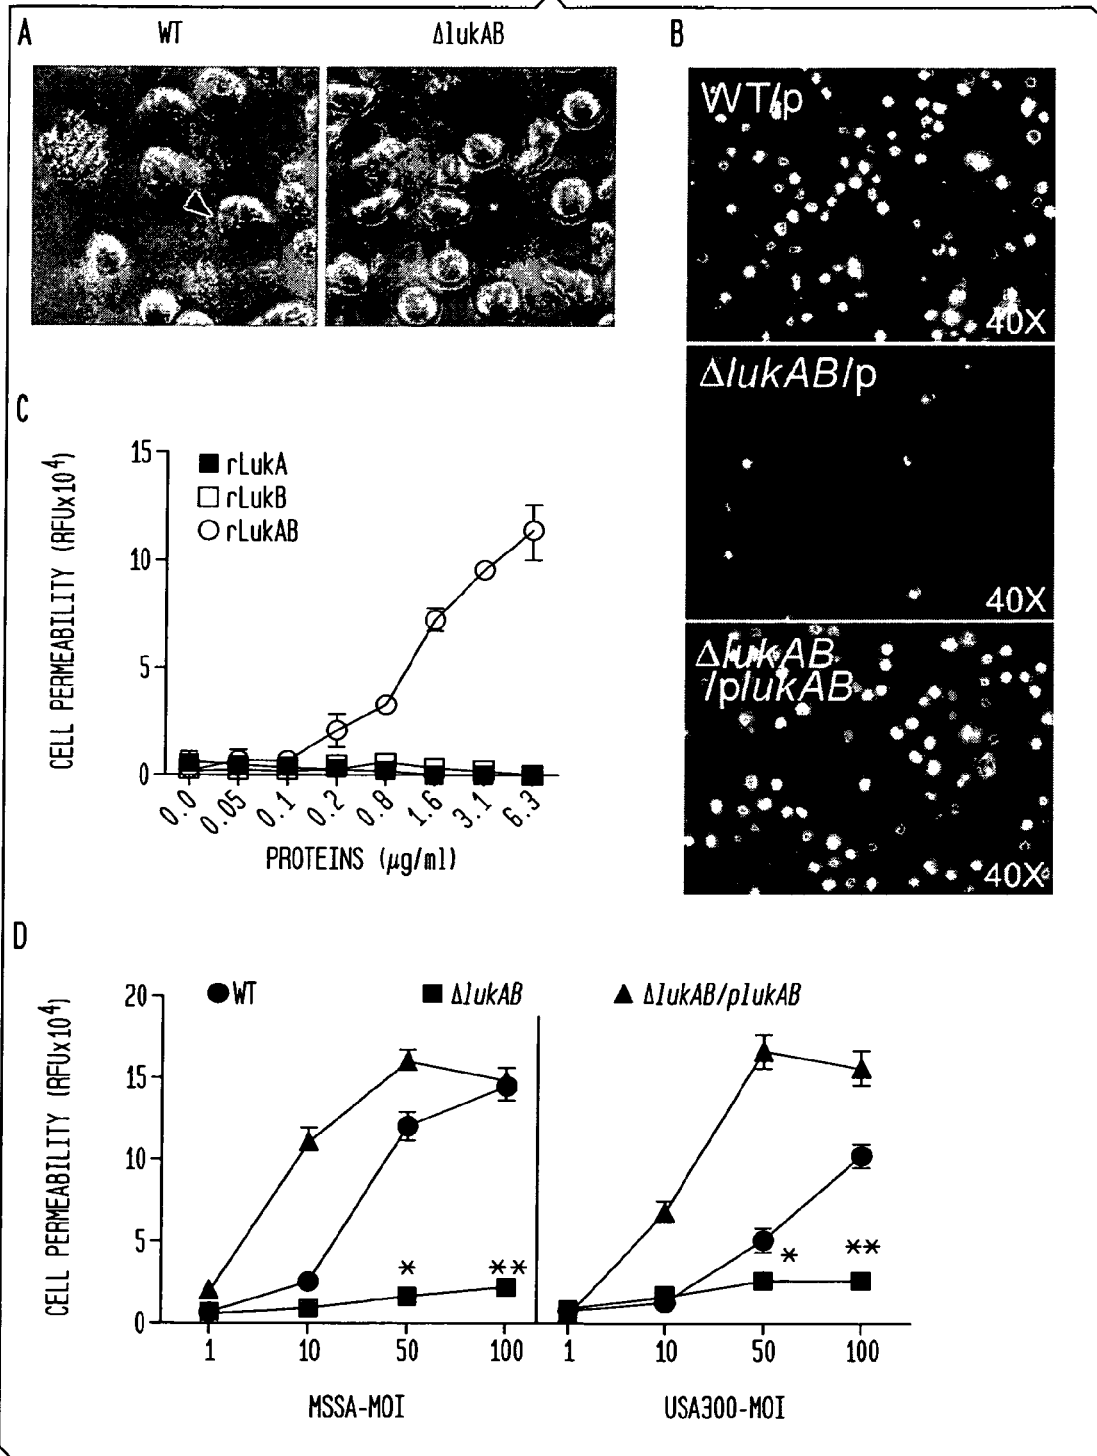 A
WT
ΔlukAB
B
WT/p
40X
ΔlukAB/p
40X
ΔlukAB
/plukAB
40X
C
CELL PERMEABILITY (RFUx10⁴)
15
10
5
0
rLukA
rLukB
rLukAB
0.0 0.05 0.1 0.2 0.8 1.6 3.1 6.3
PROTEINS (μg/ml)
D
CELL PERMEABILITY (RFUx10⁴)
WT ΔlukAB ΔlukAB/plukAB
20
15
10
5
0
* ** * **
1 10 50 100 1 10 50 100
MSSA-MOI USA300-MOI